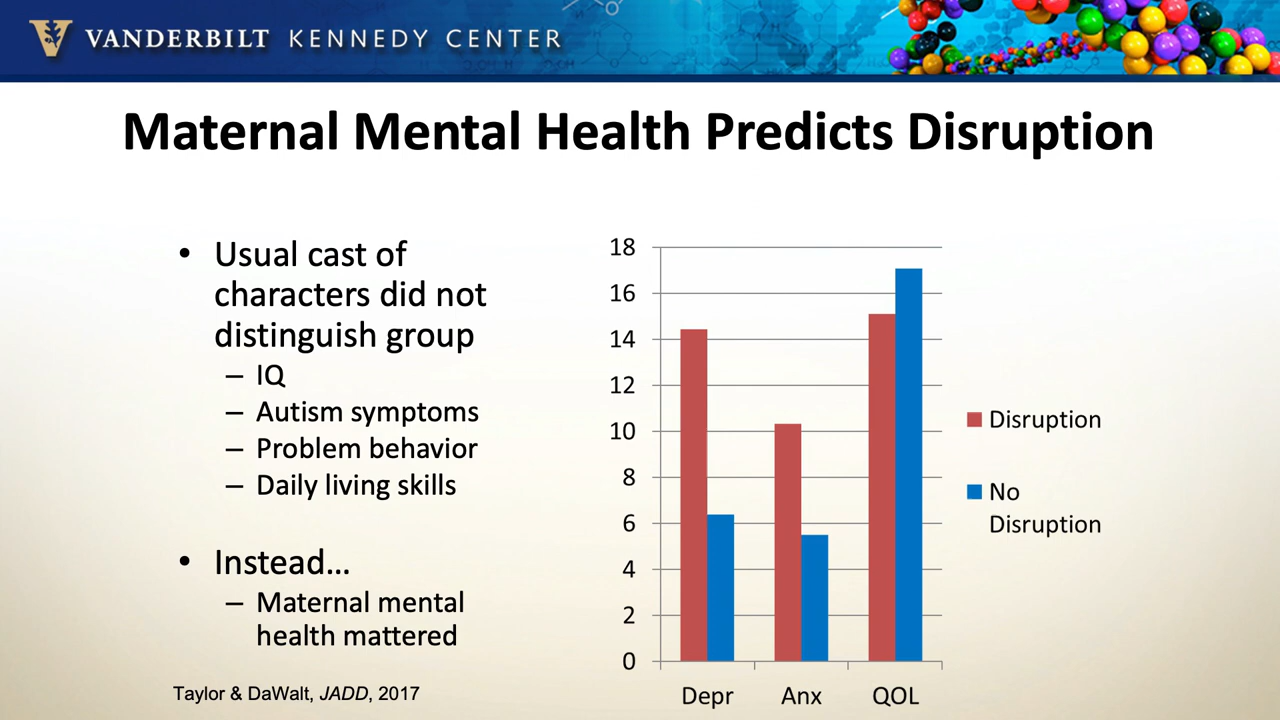 VANDERBILT KENNEDY CENTER
Maternal Mental Health Predicts Disruption
• Usual cast of
characters did not
distinguish group
– IQ
– Autism symptoms
– Problem behavior
– Daily living skills
• Instead…
– Maternal mental
health mattered
Taylor & DaWalt, JADD, 2017
18
16
14
12
10
8
6
4
2
0
Depr Anx QOL
Disruption
No
Disruption